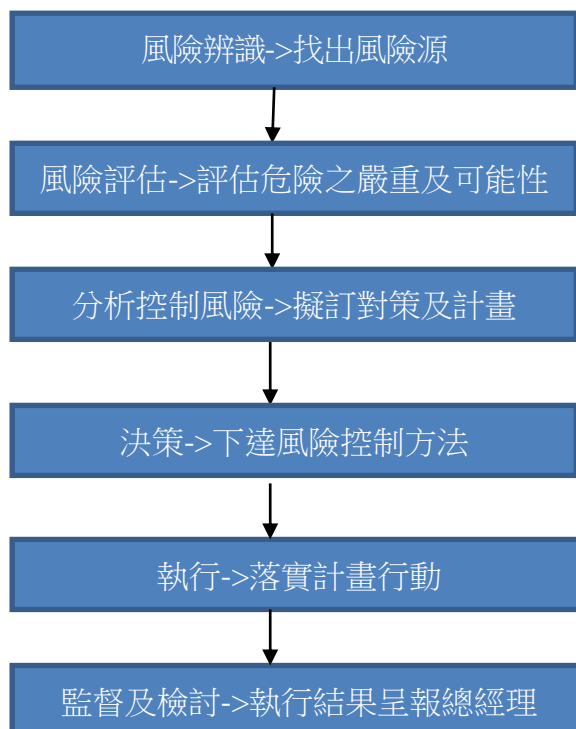 風險辨識->找出風險源
風險評估->評估危險之嚴重及可能性
分析控制風險->擬訂對策及計畫
決策->下達風險控制方法
執行->落實計畫行動
監督及檢討->執行結果呈報總經理